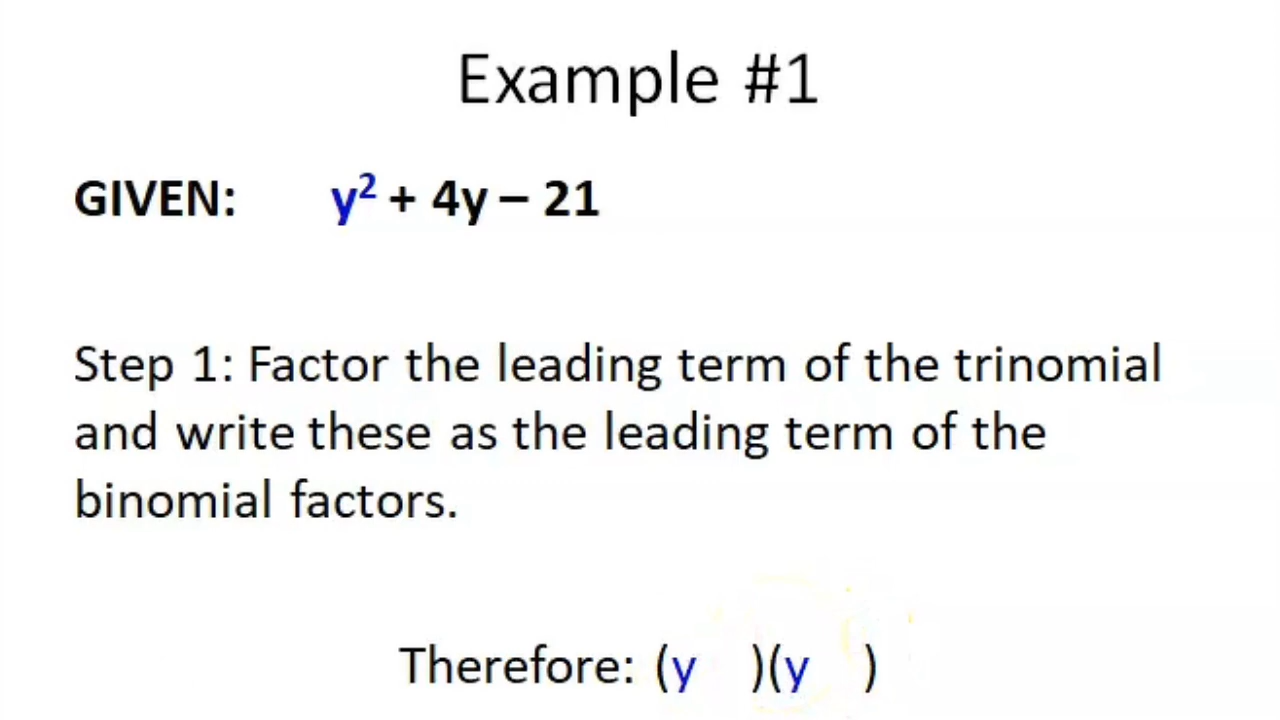 Example #1
GIVEN: y² + 4y – 21
Step 1: Factor the leading term of the trinomial
and write these as the leading term of the
binomial factors.
Therefore: (y )(y )